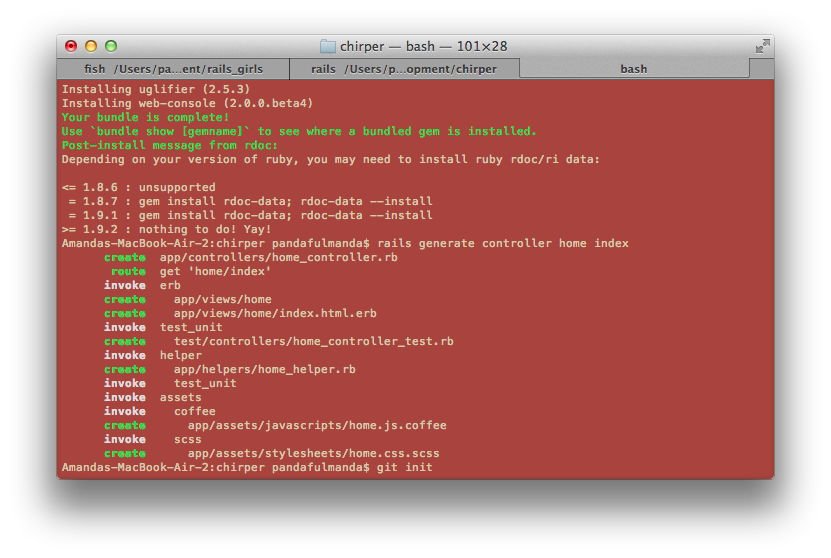 chirper — bash — 101×28
fish /Users/pa...ent/rails_girls rails /Users/p...opment/chirper bash
Installing uglifier (2.5.3)
Installing web-console (2.0.0.beta4)
Your bundle is complete!
Use `bundle show [gemname]` to see where a bundled gem is installed.
Post-install message from rdoc:
Depending on your version of ruby, you may need to install ruby rdoc/ri data:

<= 1.8.6 : unsupported
 = 1.8.7 : gem install rdoc-data; rdoc-data --install
 = 1.9.1 : gem install rdoc-data; rdoc-data --install
>= 1.9.2 : nothing to do! Yay!
Amandas-MacBook-Air-2:chirper pandafulmanda$ rails generate controller home index
      create  app/controllers/home_controller.rb
       route  get 'home/index'
      invoke  erb
      create    app/views/home
      create    app/views/home/index.html.erb
      invoke  test_unit
      create    test/controllers/home_controller_test.rb
      invoke  helper
      create    app/helpers/home_helper.rb
      invoke    test_unit
      invoke  assets
      invoke    coffee
      create      app/assets/javascripts/home.js.coffee
      invoke    scss
      create      app/assets/stylesheets/home.css.scss
Amandas-MacBook-Air-2:chirper pandafulmanda$ git init